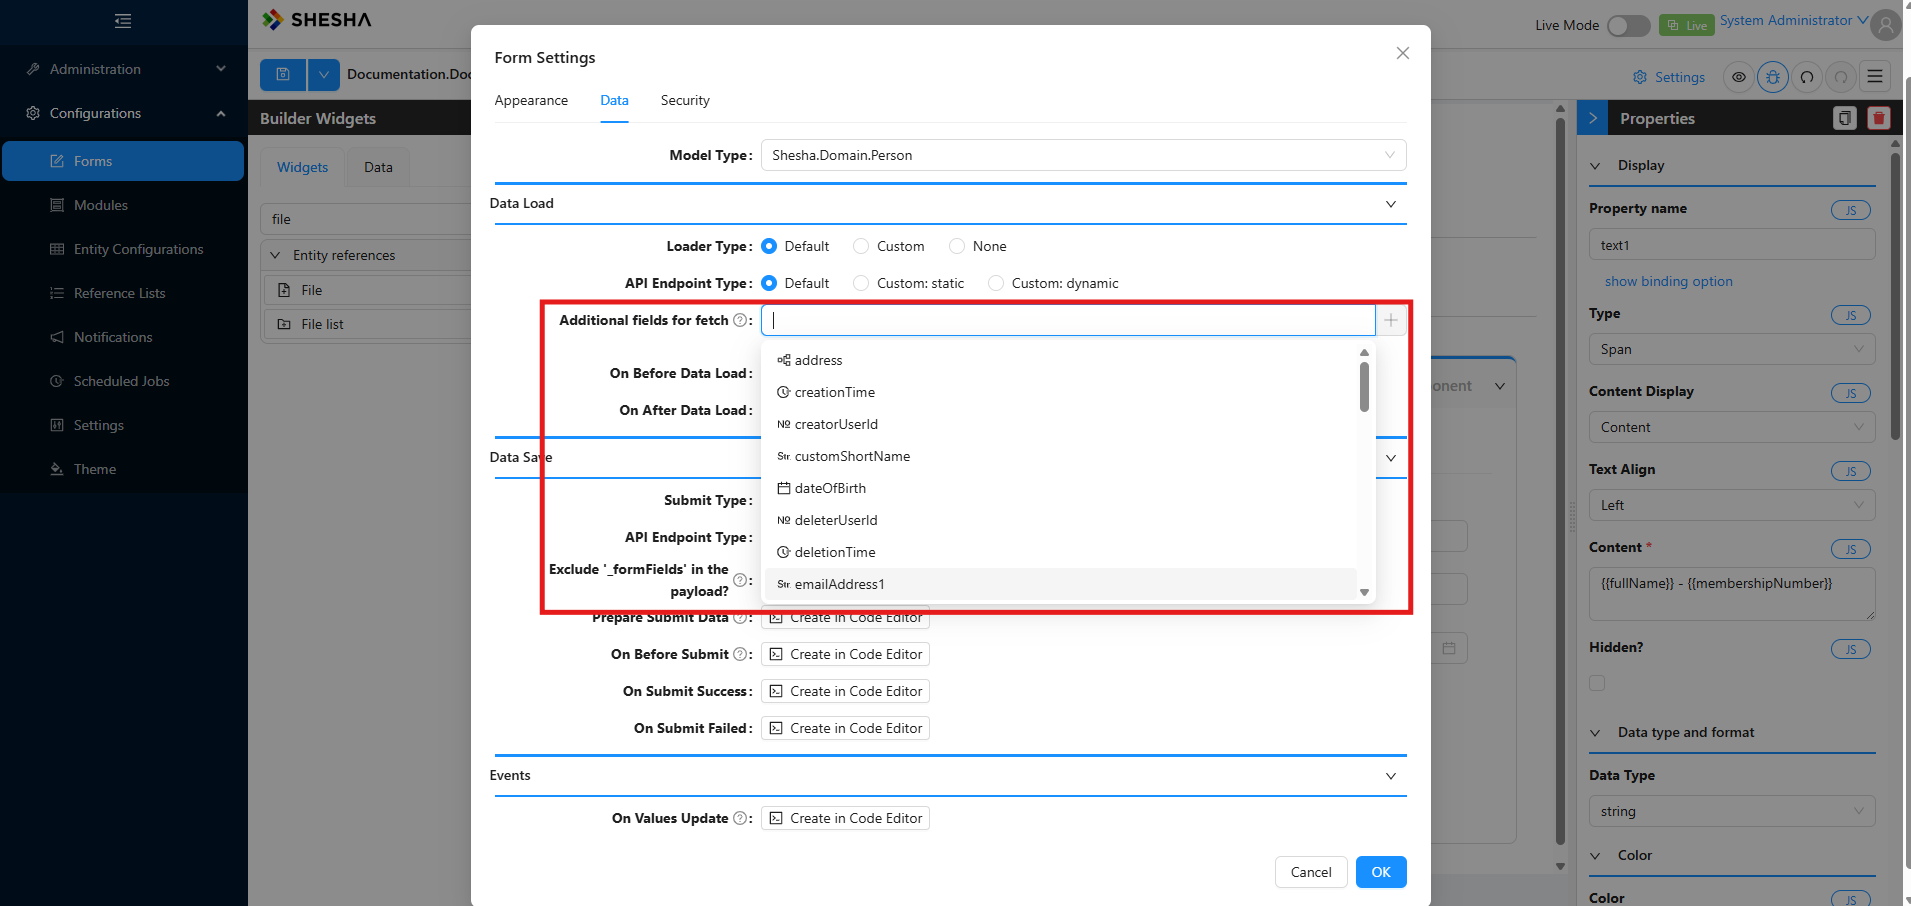 SHESHA
Live Mode
Live
System Administrator
Administration
Configurations
Forms
Modules
Entity Configurations
Reference Lists
Notifications
Scheduled Jobs
Settings
Theme
Documentation.Doc
Settings
Builder Widgets
Widgets
Data
file
Entity references
File
File list
Form Settings
Appearance
Data
Security
Model Type:
Shesha.Domain.Person
Data Load
Loader Type:
Default
Custom
None
API Endpoint Type:
Default
Custom: static
Custom: dynamic
Additional fields for fetch ? :
address
creationTime
№ creatorUserId
Str. customShortName
dateOfBirth
№ deleterUserId
deletionTime
Str. emailAddress1
On Before Data Load:
On After Data Load:
Data Save
Submit Type:
API Endpoint Type:
Exclude '_formFields' in the
payload? ? :
Prepare Submit Data ? :
Create in Code Editor
On Before Submit ? :
Create in Code Editor
On Submit Success:
Create in Code Editor
On Submit Failed:
Create in Code Editor
Events
On Values Update ? :
Create in Code Editor
Cancel
OK
onent
Properties
Display
Property name
JS
text1
show binding option
Type
JS
Span
Content Display
JS
Content
Text Align
JS
Left
Content *
JS
{{fullName}} - {{membershipNumber}}
Hidden?
JS
Data type and format
Data Type
string
Color
Color
JS